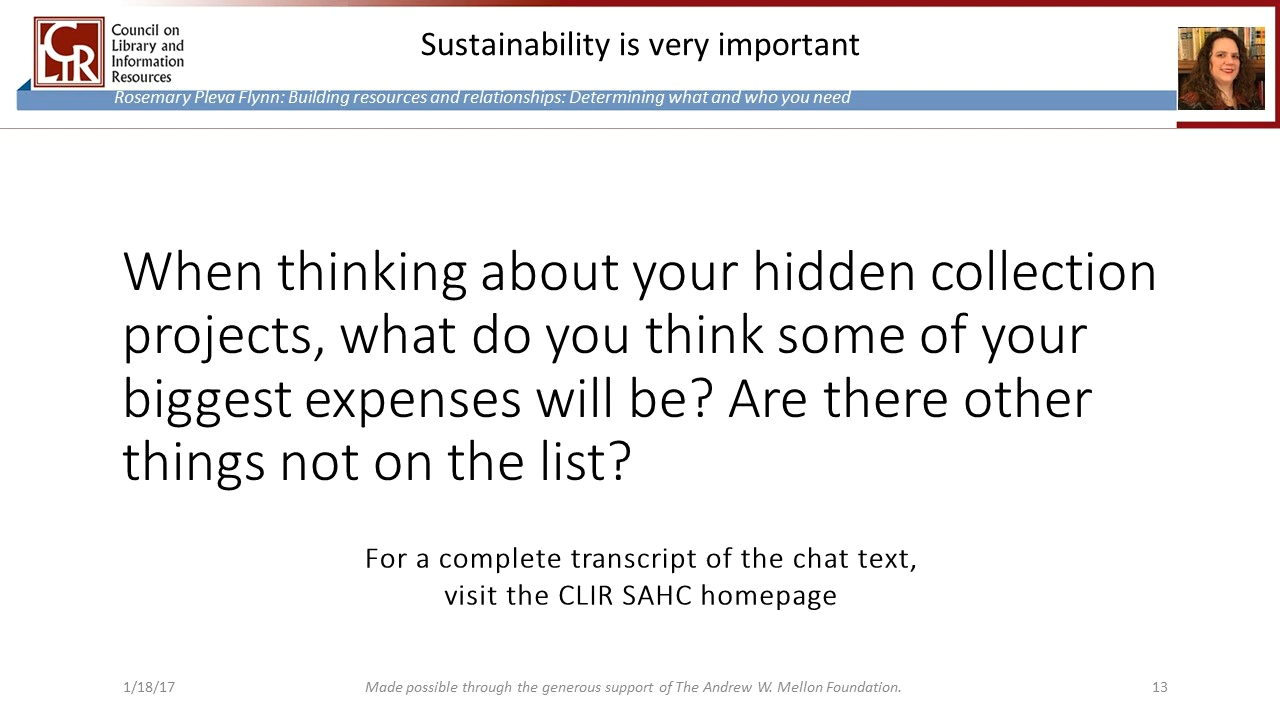 CLIR
Council on
Library and
Information
Resources
Sustainability is very important
Rosemary Pleva Flynn: Building resources and relationships: Determining what and who you need
When thinking about your hidden collection
projects, what do you think some of your
biggest expenses will be? Are there other
things not on the list?
For a complete transcript of the chat text,
visit the CLIR SAHC homepage
1/18/17
Made possible through the generous support of The Andrew W. Mellon Foundation.
13